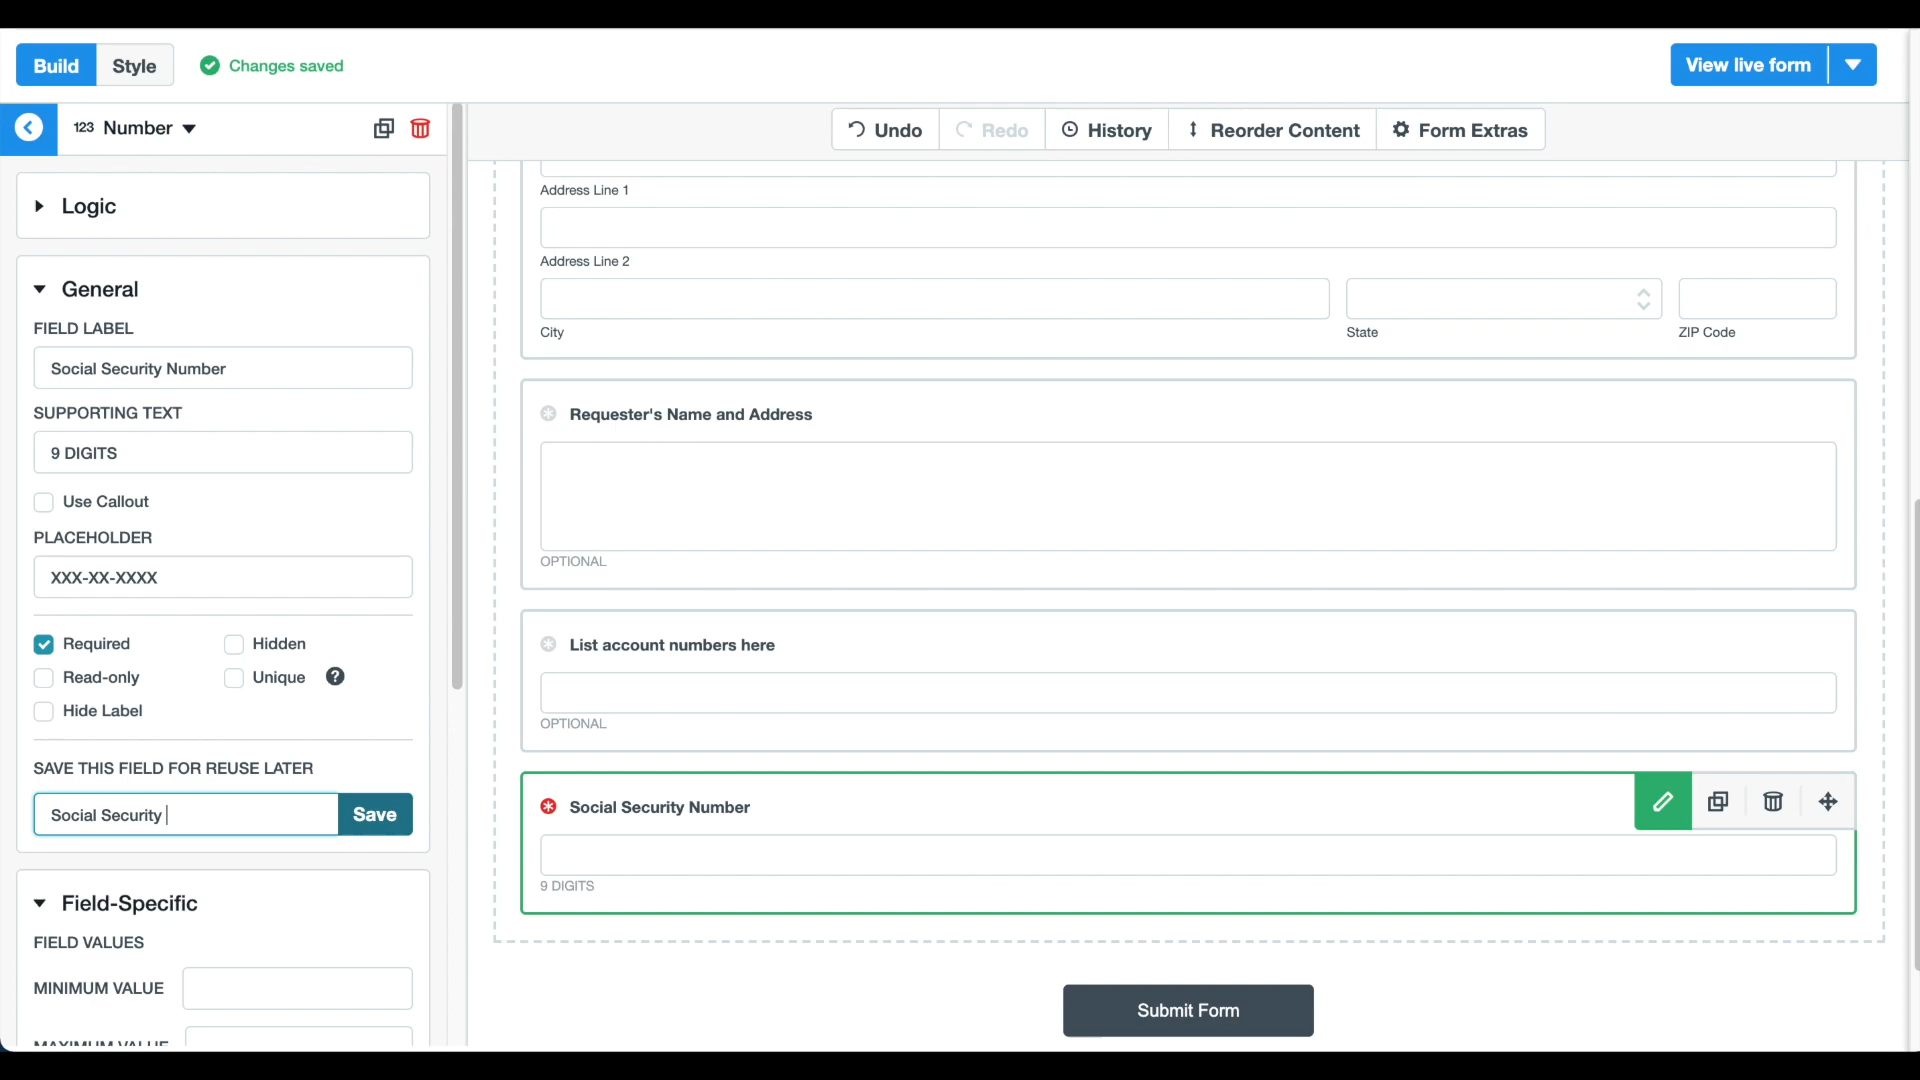 Build
Style
Changes saved
View live form
123 Number
Undo
Redo
History
Reorder Content
Form Extras
Logic
General
FIELD LABEL
Social Security Number
SUPPORTING TEXT
9 DIGITS
Use Callout
PLACEHOLDER
XXX-XX-XXXX
Required
Hidden
Read-only
Unique
?
Hide Label
SAVE THIS FIELD FOR REUSE LATER
Social Security
Save
Field-Specific
FIELD VALUES
MINIMUM VALUE
MAXIMUM VALUE
Address Line 1
Address Line 2
City
State
ZIP Code
Requester's Name and Address
OPTIONAL
List account numbers here
OPTIONAL
Social Security Number
9 DIGITS
Submit Form